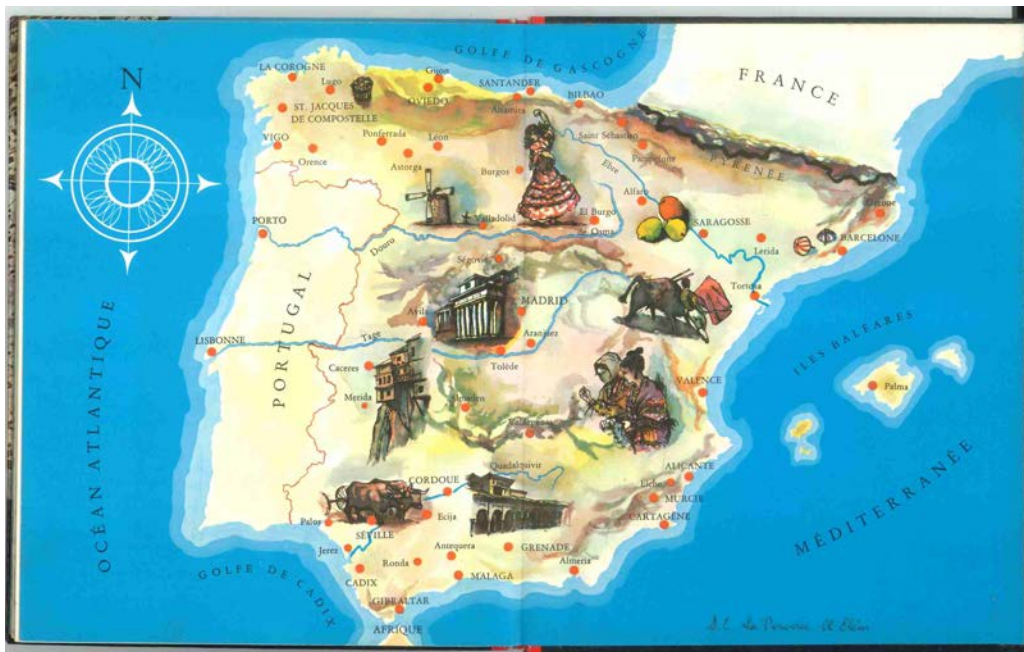 GOLFE DE GASCOGNE
FRANCE
PYRENÉE
N
LA COROGNE
Lugo
Gijon
OVIEDO
SANTANDER
Altamira
BILBAO
ST. JACQUES
DE COMPOSTELLE
Saint Sébastien
Pampelune
VIGO
Orence
Ponferrada
Léon
Astorga
Burgos
Ebre
Alfaro
Gerone
PORTO
Douro
Valladolid
El Burgo
de Osma
SARAGOSSE
Lerida
BARCELONE
Ségovie
Tortosa
OCÉAN ATLANTIQUE
PORTUGAL
MADRID
Avila
Aranjuez
LISBONNE
Tage
Tolède
Caceres
Merida
Almaden
VALENCE
ILES BALÉARES
Palma
MÉDITERRANÉE
Guadalquivir
CORDOUE
ALICANTE
Elche
MURCIE
CARTAGÈNE
Palos
SÉVILLE
Ecija
Jerez
Ronda
Antequera
GRENADE
Almeria
CADIX
MALAGA
GOLFE DE CADIX
GIBRALTAR
AFRIQUE